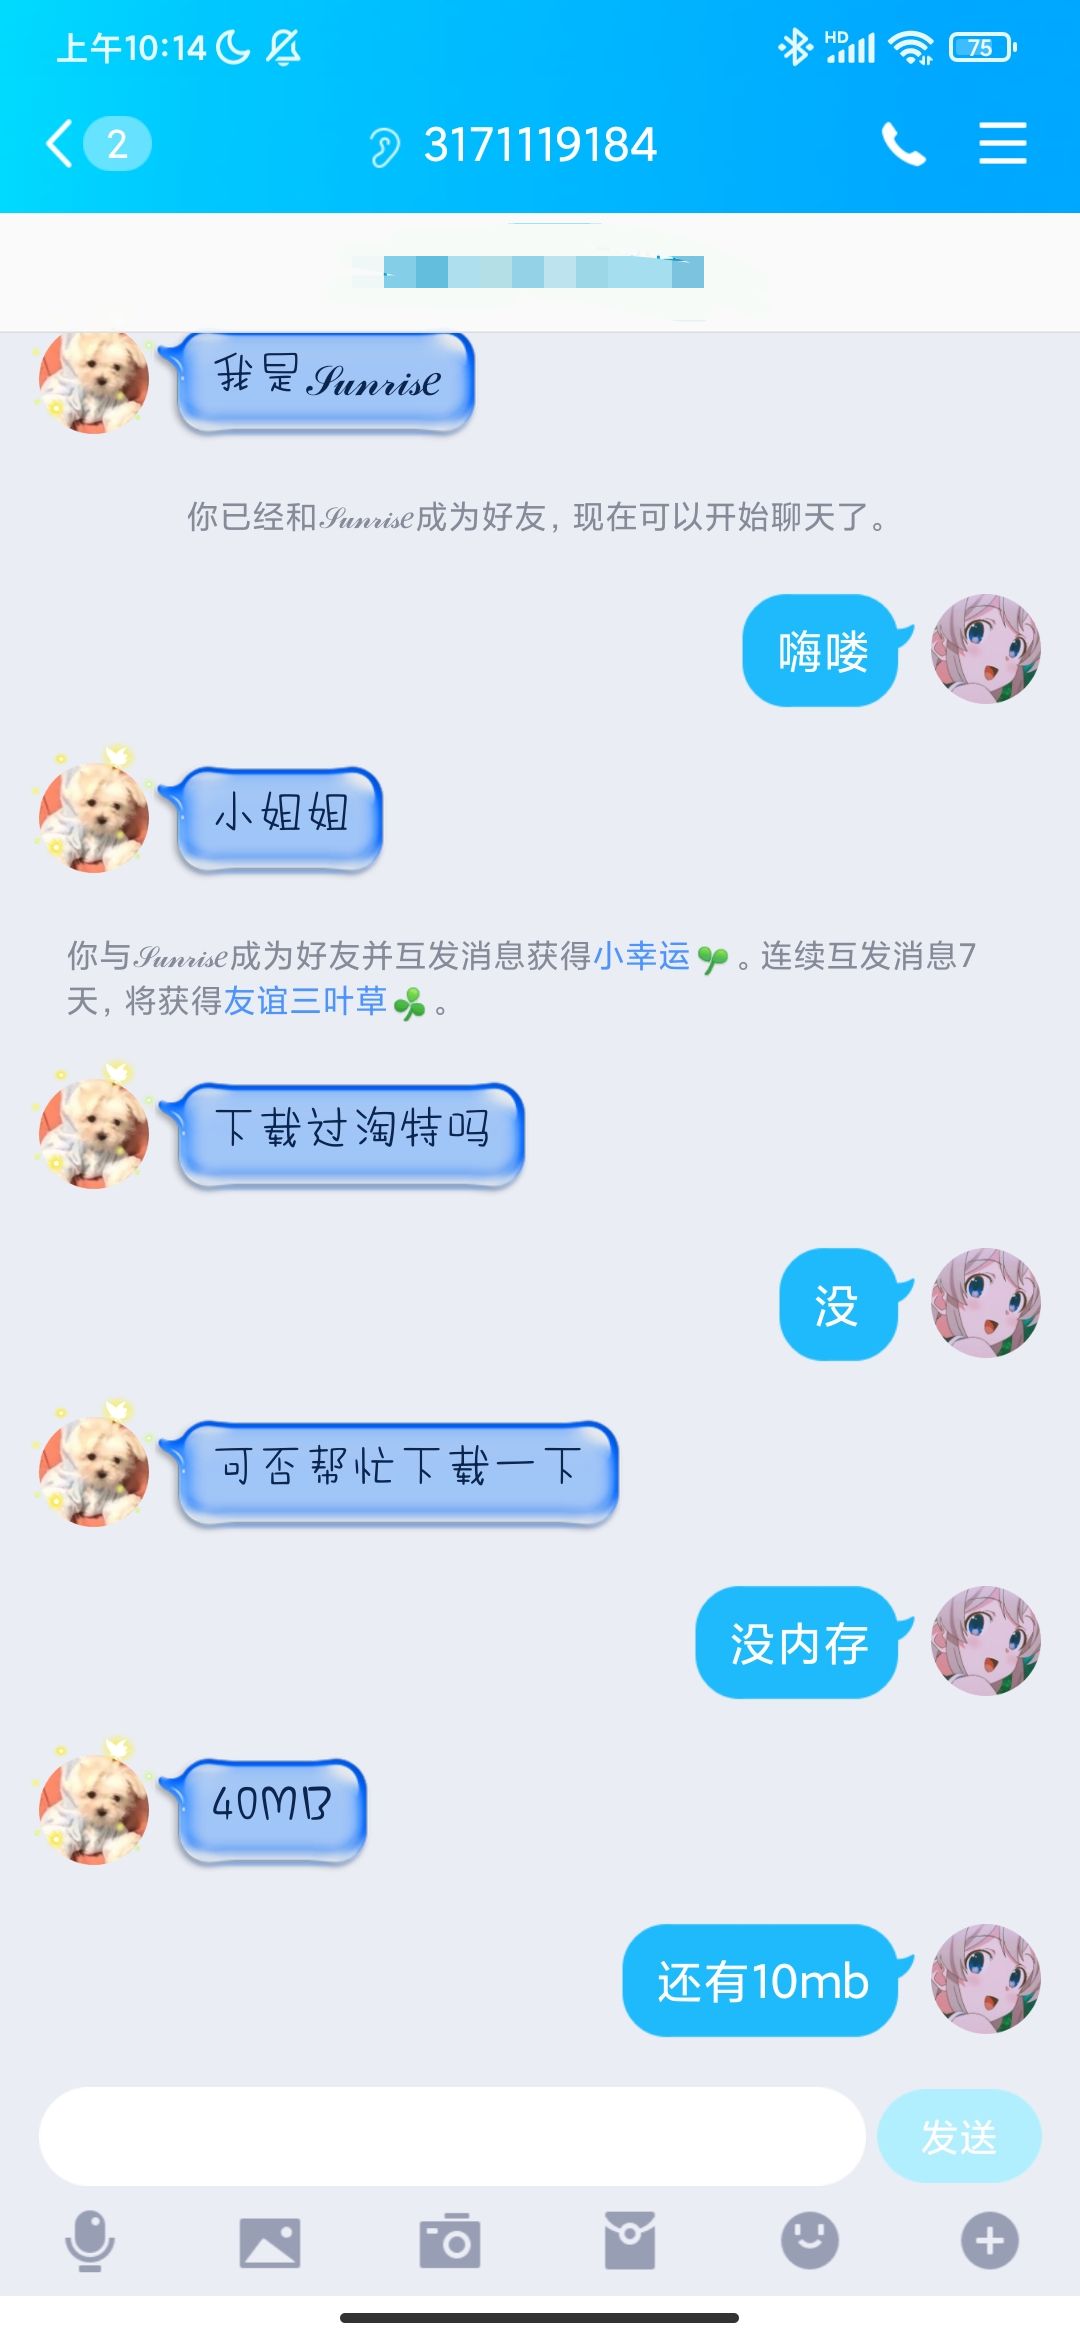 上午10:14
HD
75
2
3171119184
我是𝒮𝓊𝓃𝓇𝒾𝓈𝑒
你已经和𝒮𝓊𝓃𝓇𝒾𝓈𝑒成为好友，现在可以开始聊天了。
嗨喽
小姐姐
你与𝒮𝓊𝓃𝓇𝒾𝓈𝑒成为好友并互发消息获得小幸运。连续互发消息7
天，将获得友谊三叶草☘。
下载过淘特吗
没
可否帮忙下载一下
没内存
40MB
还有10mb
发送